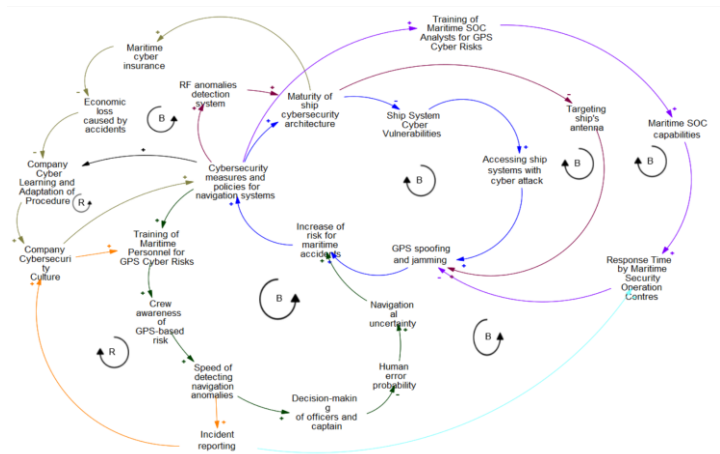 Training of
Maritime SOC
Analysts for GPS
Cyber Risks
Maritime
cyber
insurance
RF anomalies
detection
system
Maturity of
ship
cybersecurity
architecture
Economic
loss
caused by
accidents
B
Ship System
Cyber
Vulnerabilities
Targeting
ship's
antenna
Maritime SOC
capabilities
Company
Cyber
Learning and
Adaptation of
Procedure
R
Cybersecurity
measures and
policies for
navigation systems
B
Accessing ship
systems with
cyber attack
B
B
Company
Cybersecuri
ty
Culture
Training of
Maritime
Personnel for
GPS Cyber Risks
Increase of
risk for
maritime
accidents
GPS spoofing
and jamming
Response Time
by Maritime
Security
Operation
Centres
Crew
awareness
of
GPS-based
risk
B
Navigation
al
uncertainty
B
R
Speed of
detecting
navigation
anomalies
Human
error
probability
Decision-makin
g
of officers and
captain
Incident
reporting